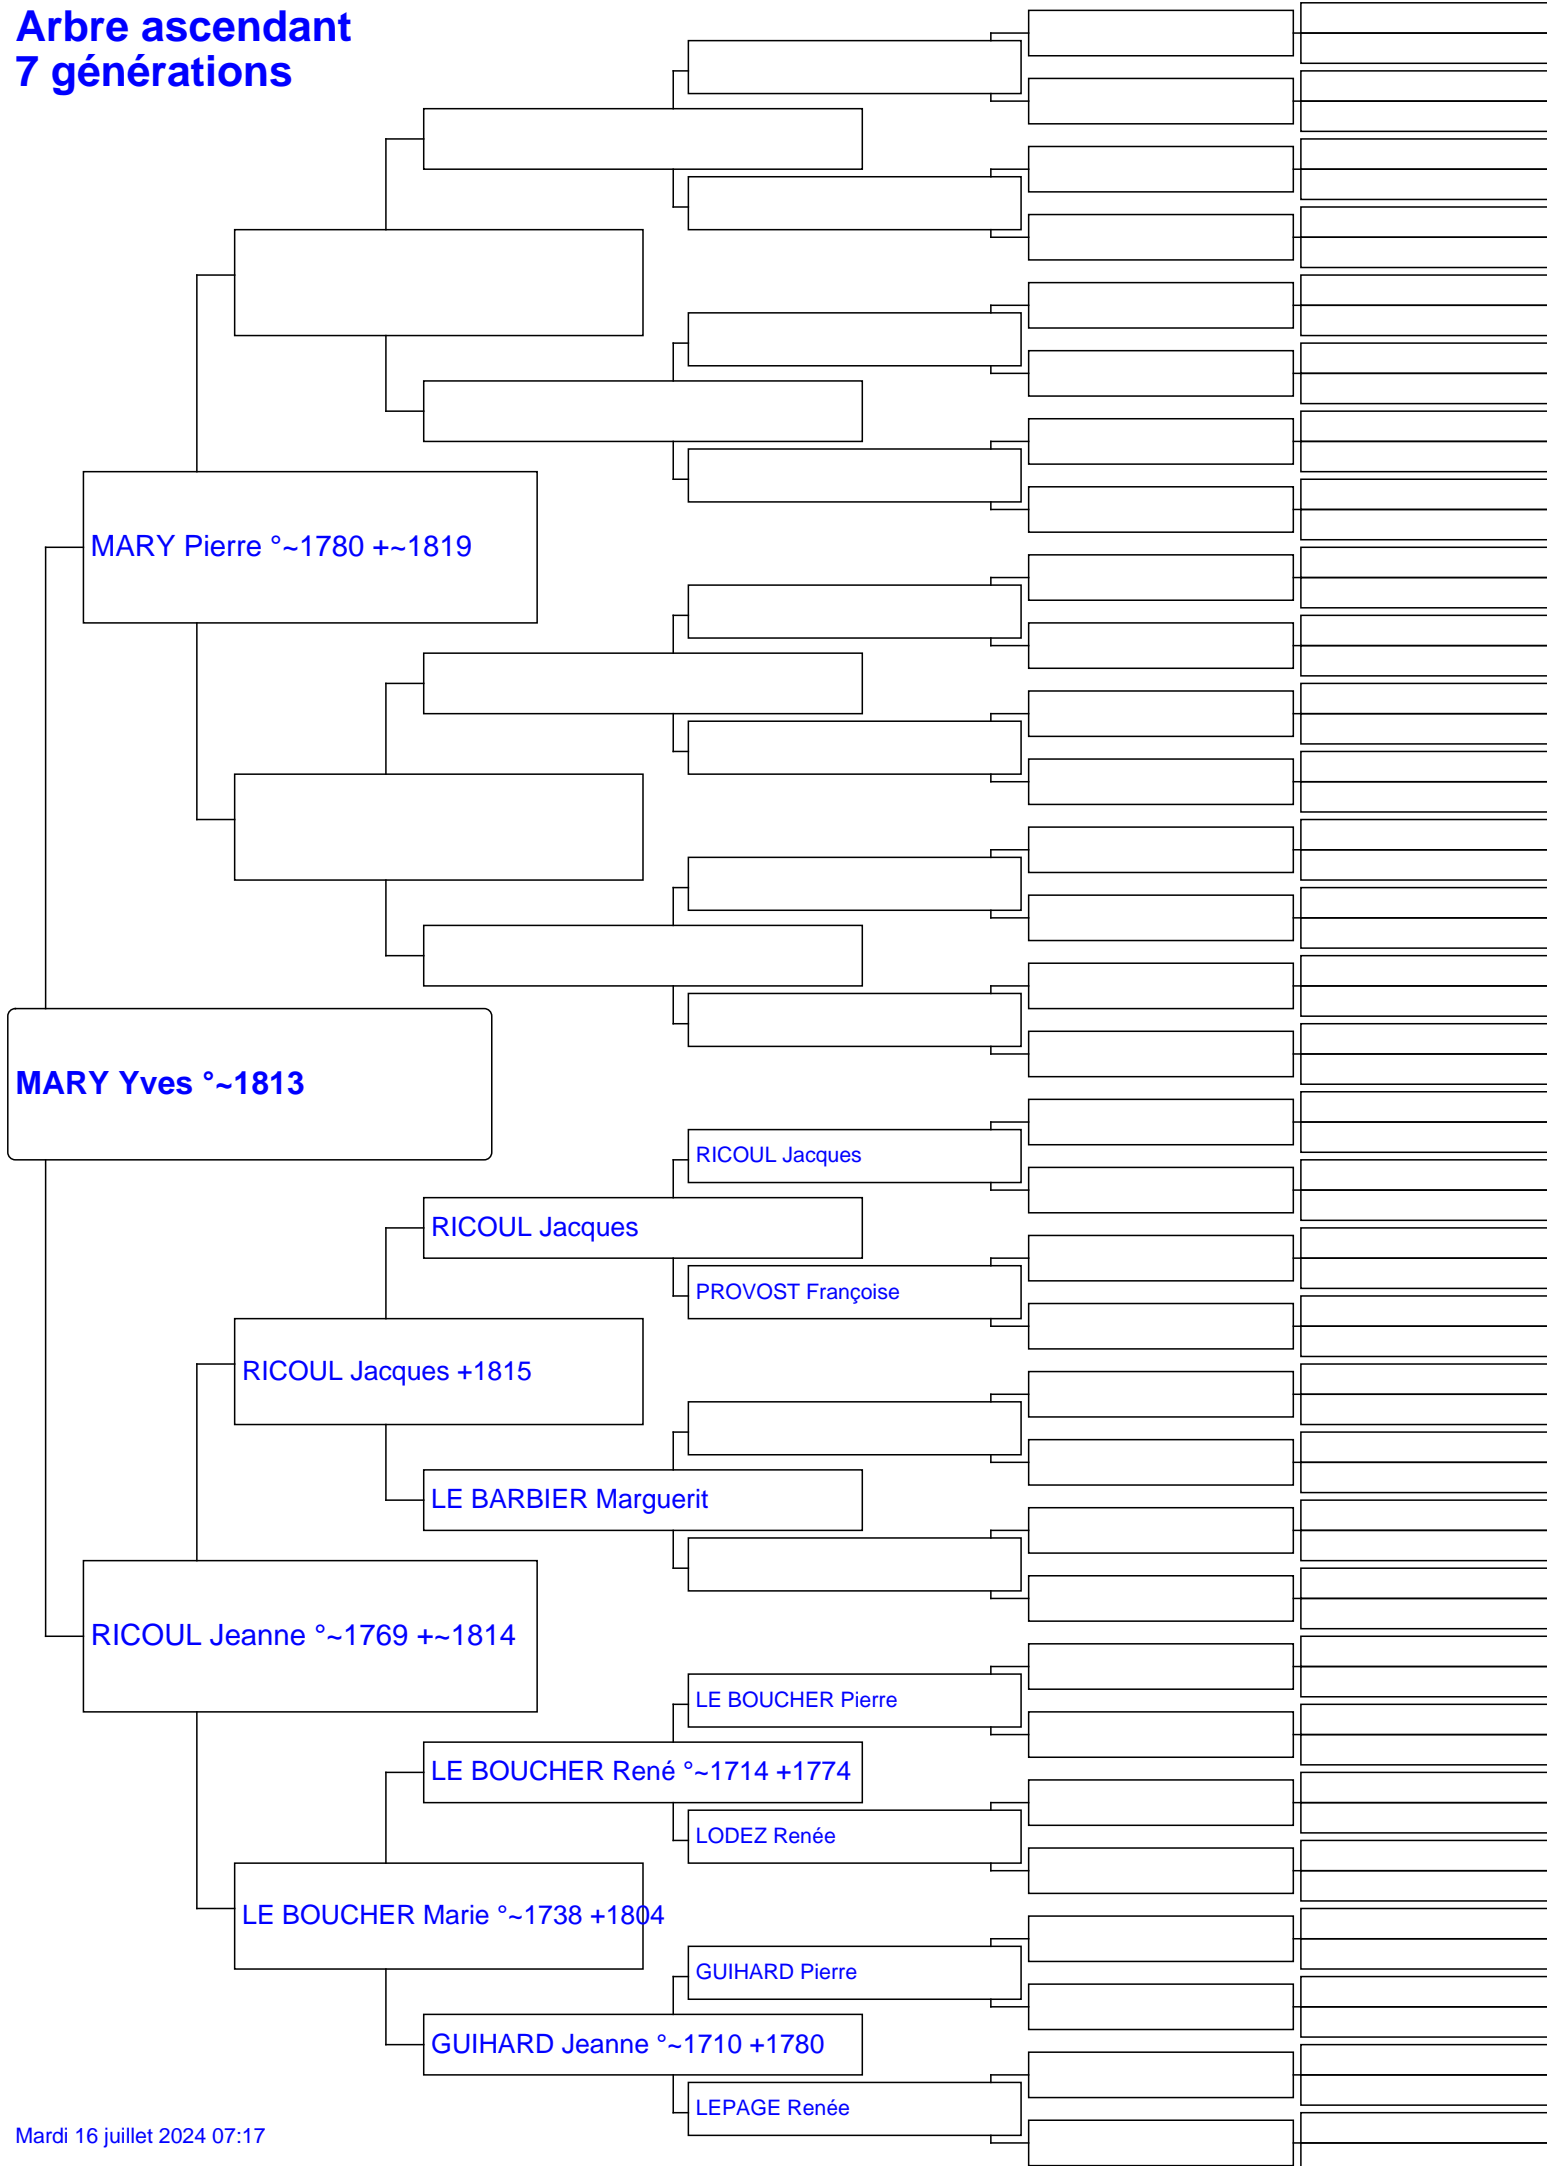 Arbre ascendant
7 générations
MARY Pierre °~1780 +~1819
MARY Yves °~1813
RICOUL Jacques
RICOUL Jacques
PROVOST Françoise
RICOUL Jacques +1815
LE BARBIER Marguerit
RICOUL Jeanne °~1769 +~1814
LE BOUCHER Pierre
LE BOUCHER René °~1714 +1774
LODEZ Renée
LE BOUCHER Marie °~1738 +1804
GUIHARD Pierre
GUIHARD Jeanne °~1710 +1780
LEPAGE Renée
Mardi 16 juillet 2024 07:17